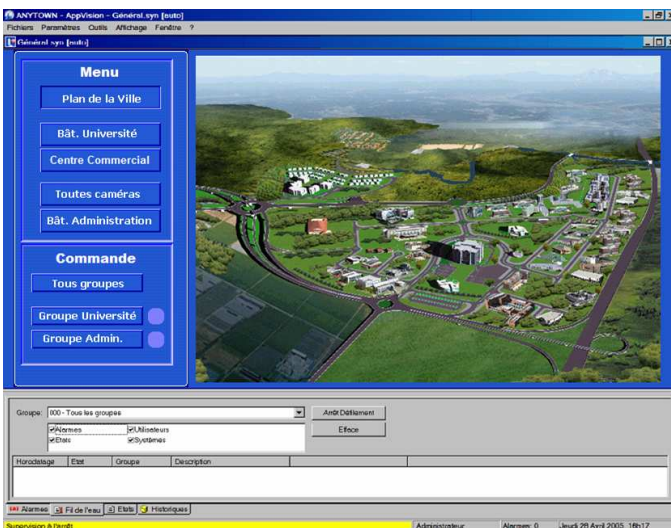 ANYTOWN - AppVision - Général.syn [auto]
Fichiers Paramètres Outils Affichage Fenêtre ?
Général.syn [auto]
Menu
Plan de la Ville
Bât. Université
Centre Commercial
Toutes caméras
Bât. Administration
Commande
Tous groupes
Groupe Université
Groupe Admin.
Groupe: 000 - Tous les groupes Arrêt Défilement
Alarmes Utilisateurs Efface
Etats Systèmes
Horodatage Etat Groupe Description
Alarmes Fil de l'eau Etats Historiques
Supervision à l'arrêt Administrateur Alarmes: 0 Jeudi 28 Avril 2005, 16h17